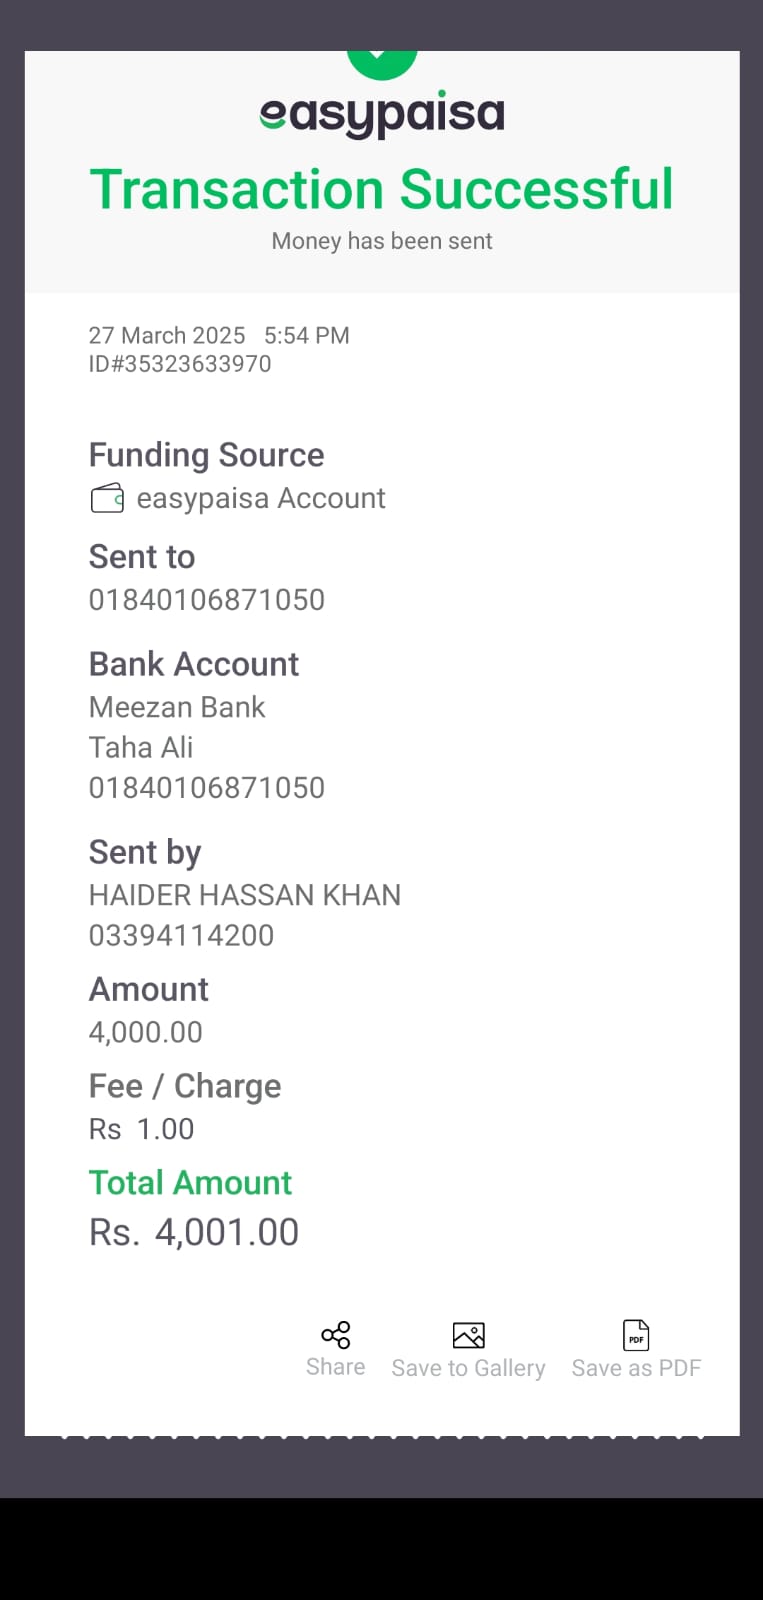 easypaisa
Transaction Successful
Money has been sent
27 March 2025 5:54 PM
ID#35323633970
Funding Source
easypaisa Account
Sent to
01840106871050
Bank Account
Meezan Bank
Taha Ali
01840106871050
Sent by
HAIDER HASSAN KHAN
03394114200
Amount
4,000.00
Fee / Charge
Rs 1.00
Total Amount
Rs. 4,001.00
PDF
Share Save to Gallery Save as PDF